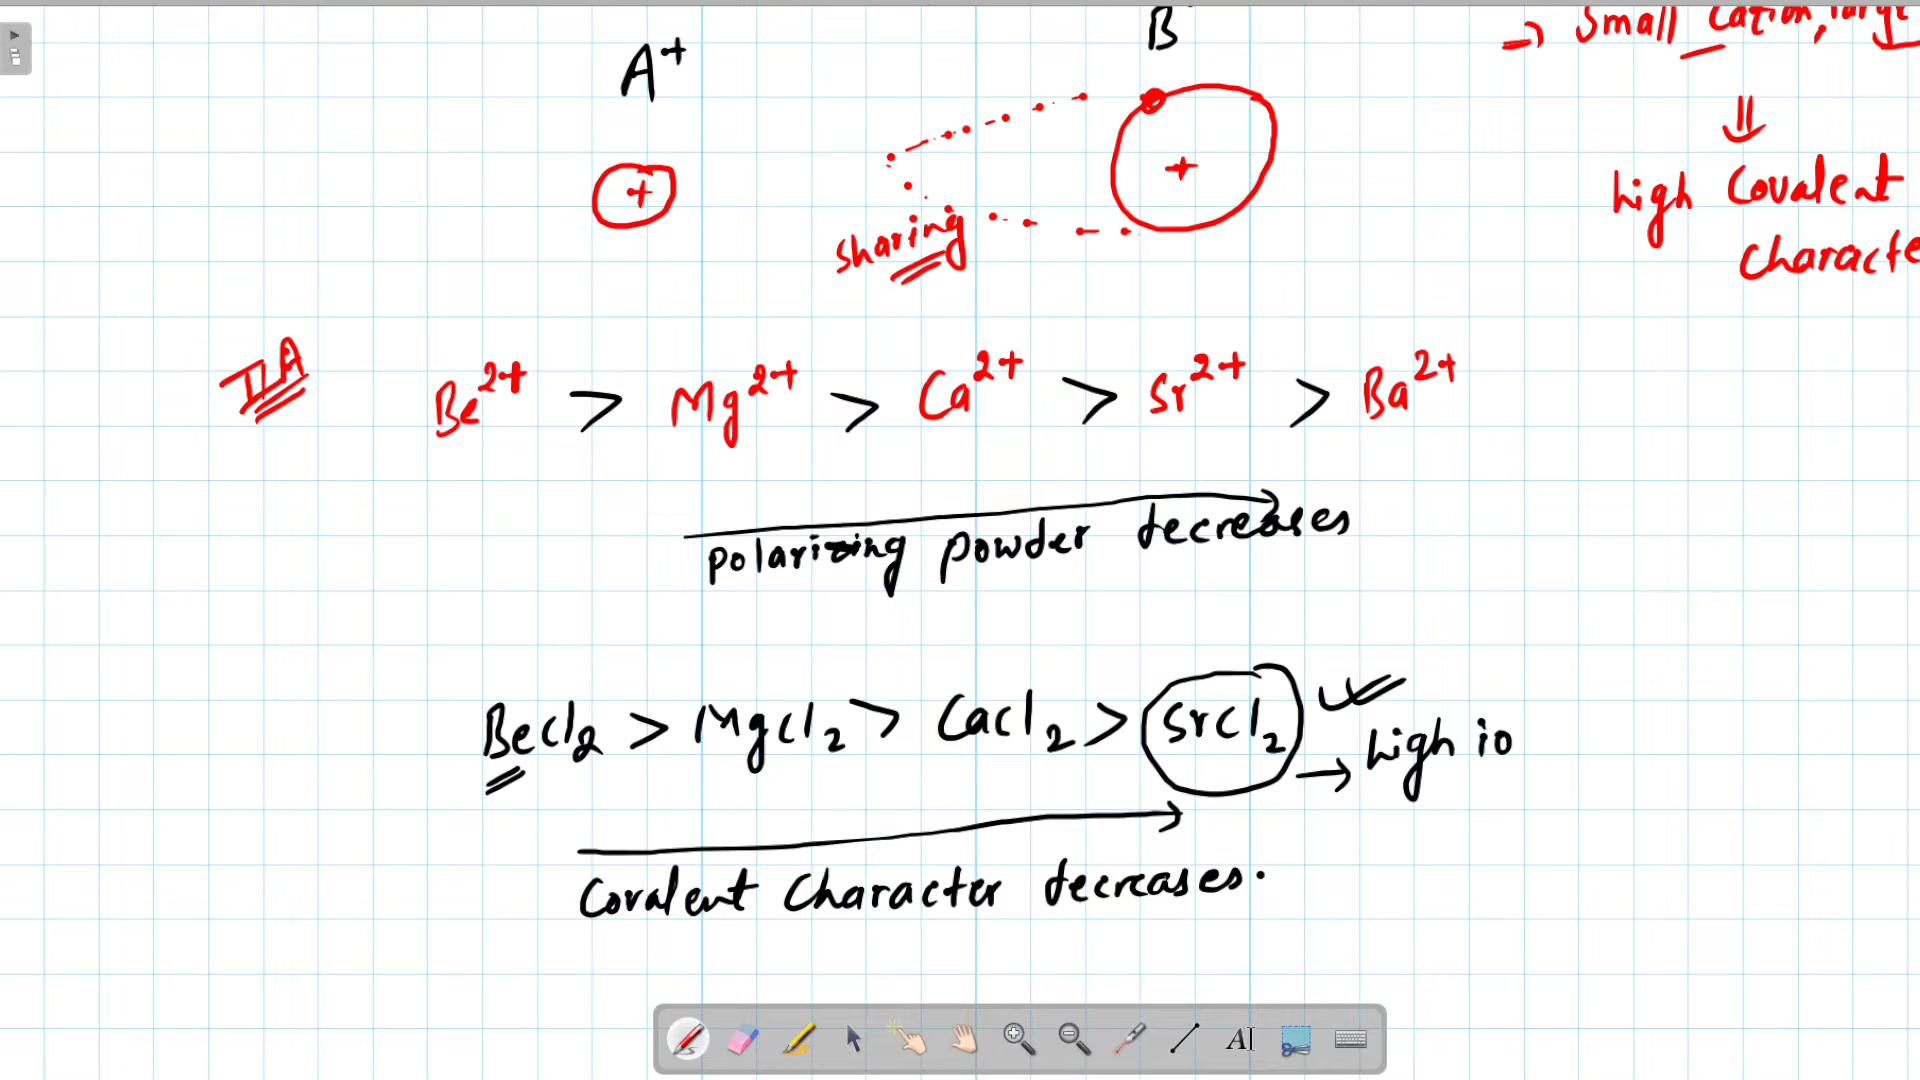 A⁺ B → Small Cation, large
⇓
high Covalent
characte
sharing
IIA Be²⁺ > Mg²⁺ > Ca²⁺ > Sr²⁺ > Ba²⁺
polarizing powder decreases
Becl₂ > Mgcl₂ > Cacl₂ > Srcl₂
→ high io
Covalent Character decreases.